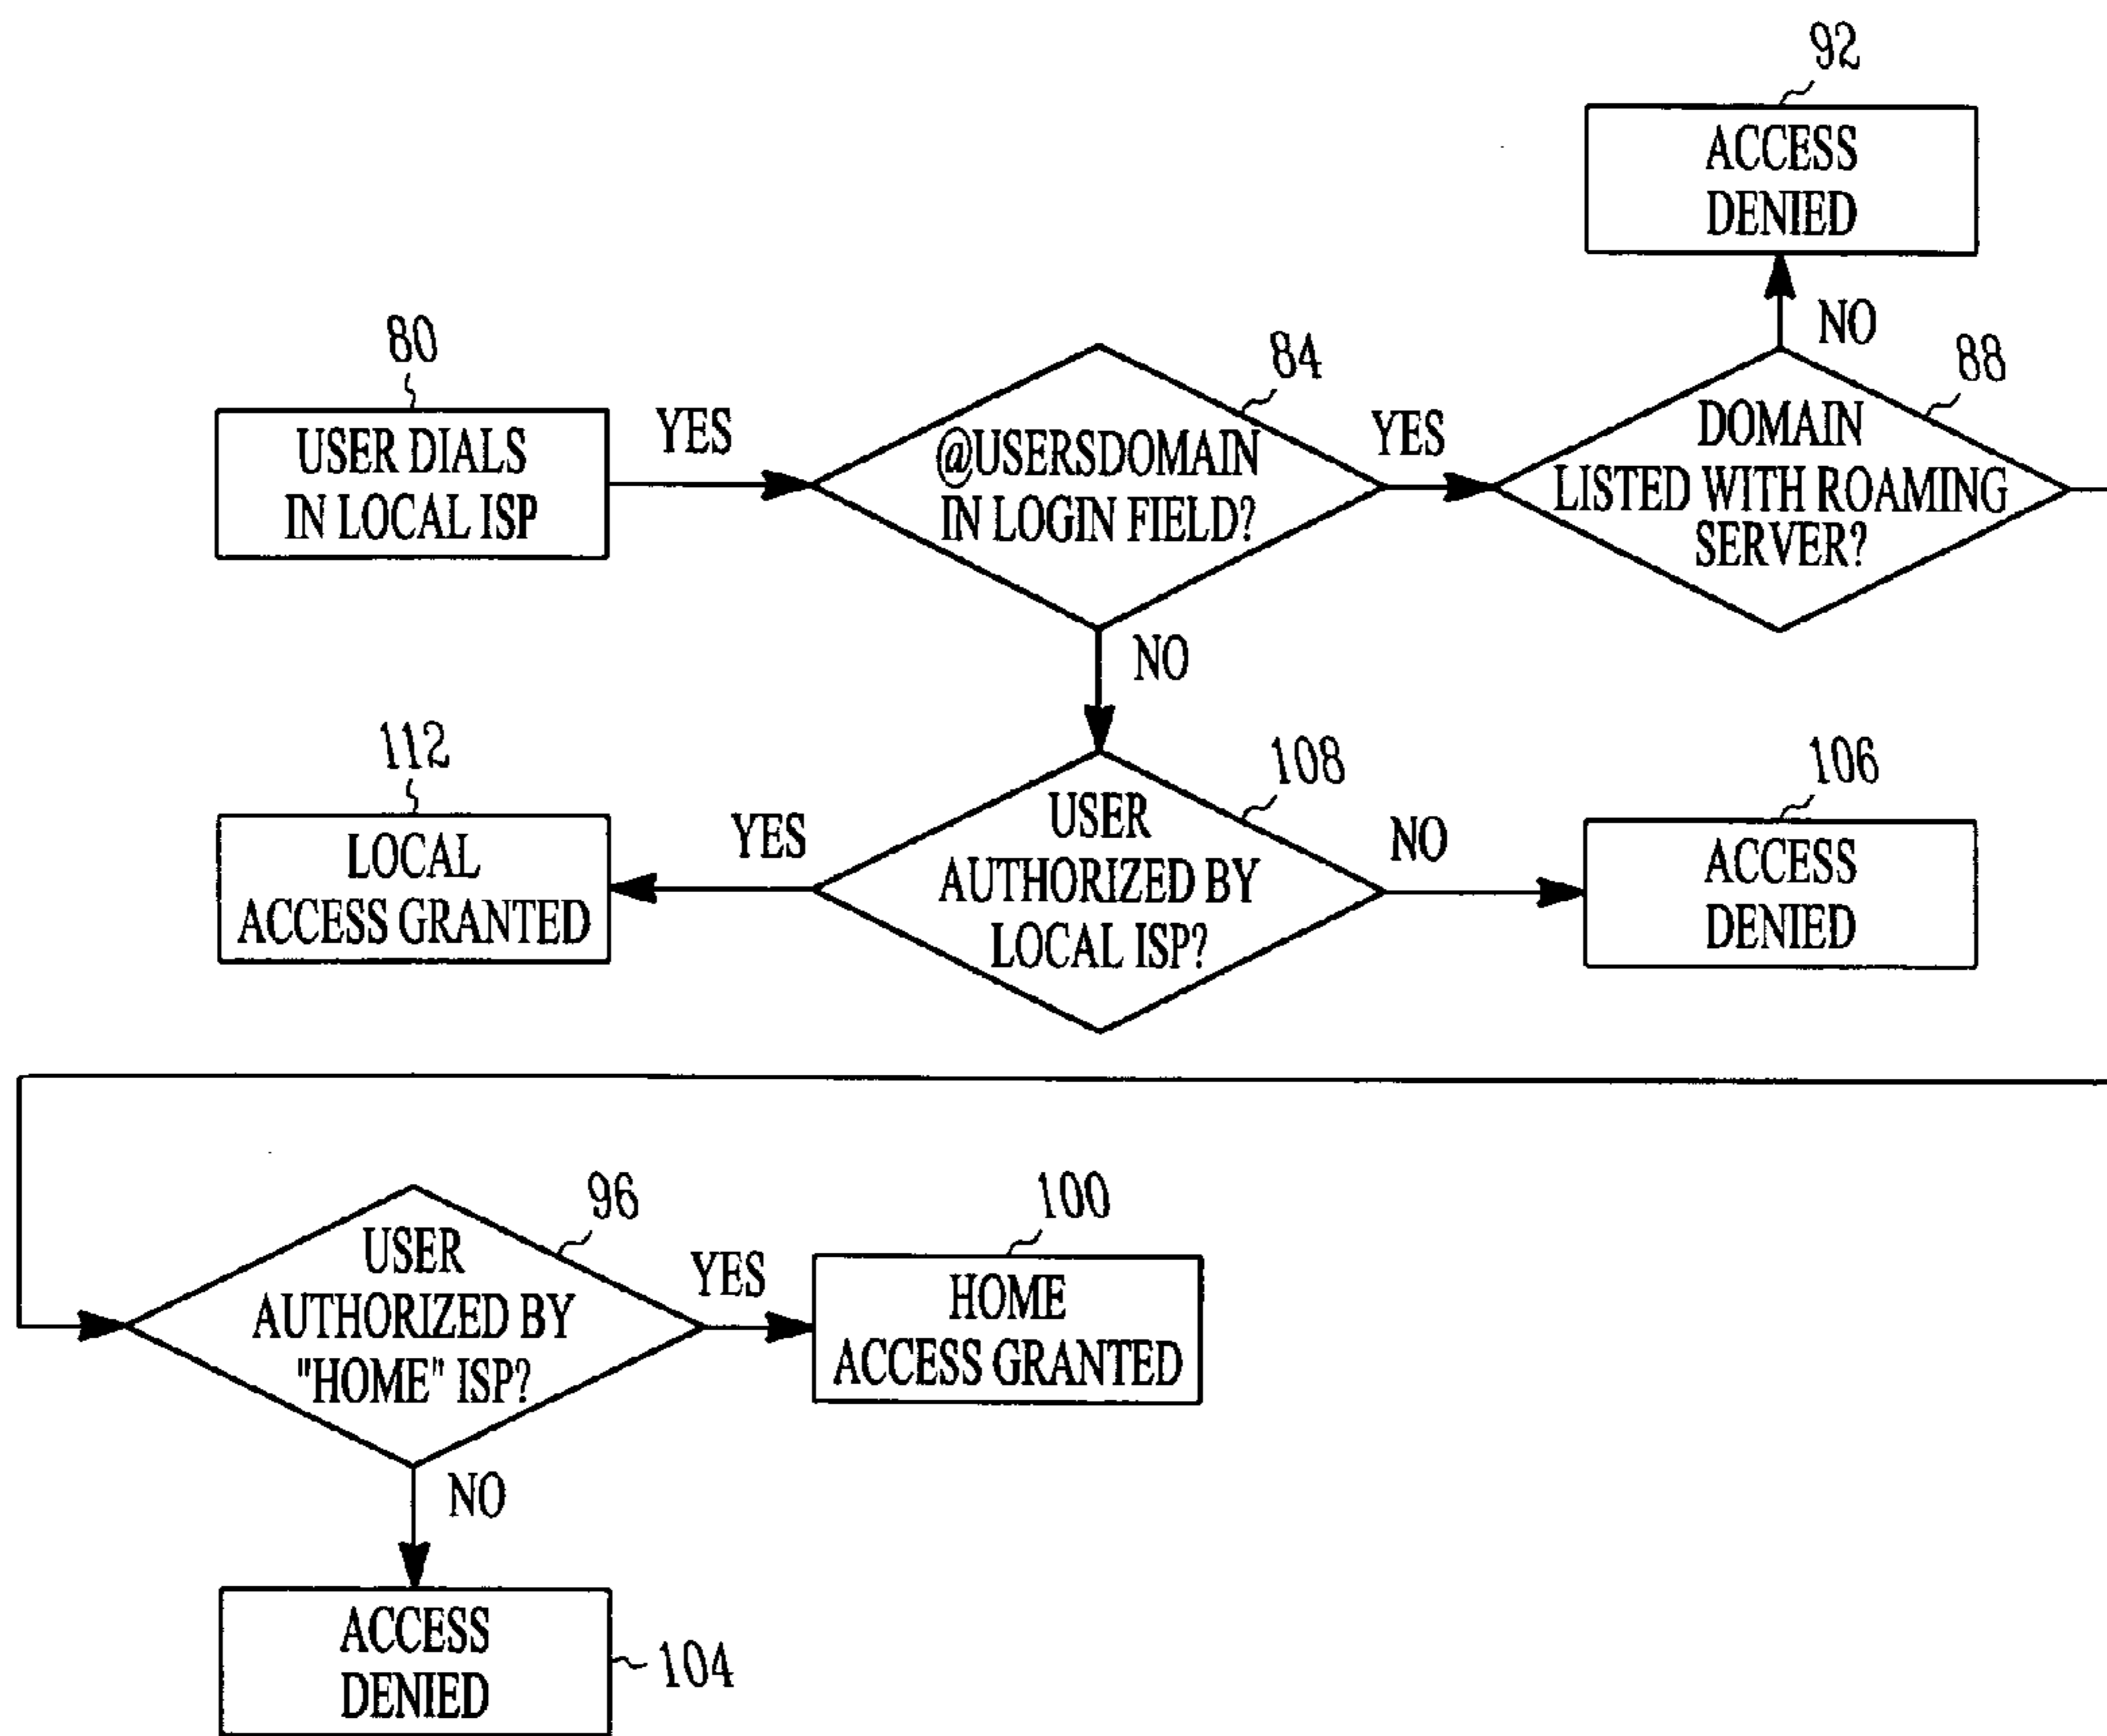 92
ACCESS
DENIED
NO
80
USER DIALS
IN LOCAL ISP
YES
84
@USERSDOMAIN
IN LOGIN FIELD?
YES
88
DOMAIN
LISTED WITH ROAMING
SERVER?
NO
112
LOCAL
ACCESS GRANTED
YES
108
USER
AUTHORIZED BY
LOCAL ISP?
NO
106
ACCESS
DENIED
96
USER
AUTHORIZED BY
"HOME" ISP?
YES
100
HOME
ACCESS GRANTED
NO
ACCESS
DENIED
104